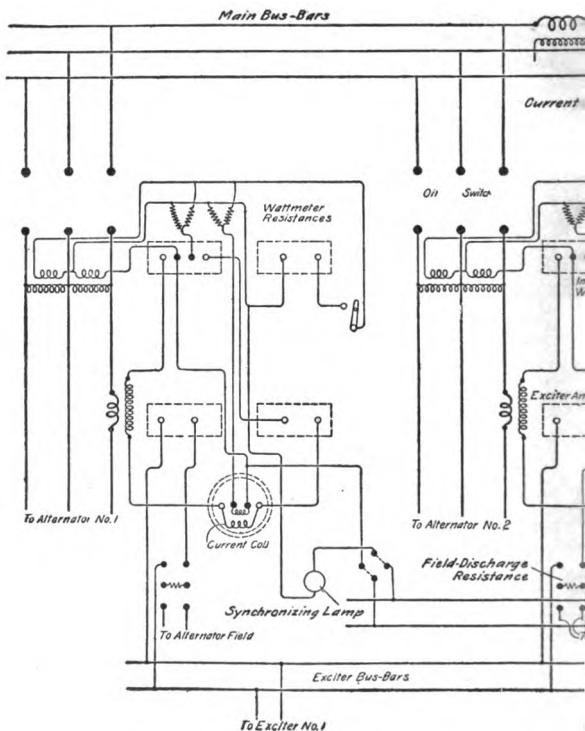 Main Bus-Bars
Current
Oil Switch
Wattmeter
Resistances
Exciter
To Alternator No.1
Current Coil
To Alternator No.2
Field-Discharge
Resistance
Synchronizing Lamp
To Alternator Field
Exciter Bus-Bars
To Exciter No.1